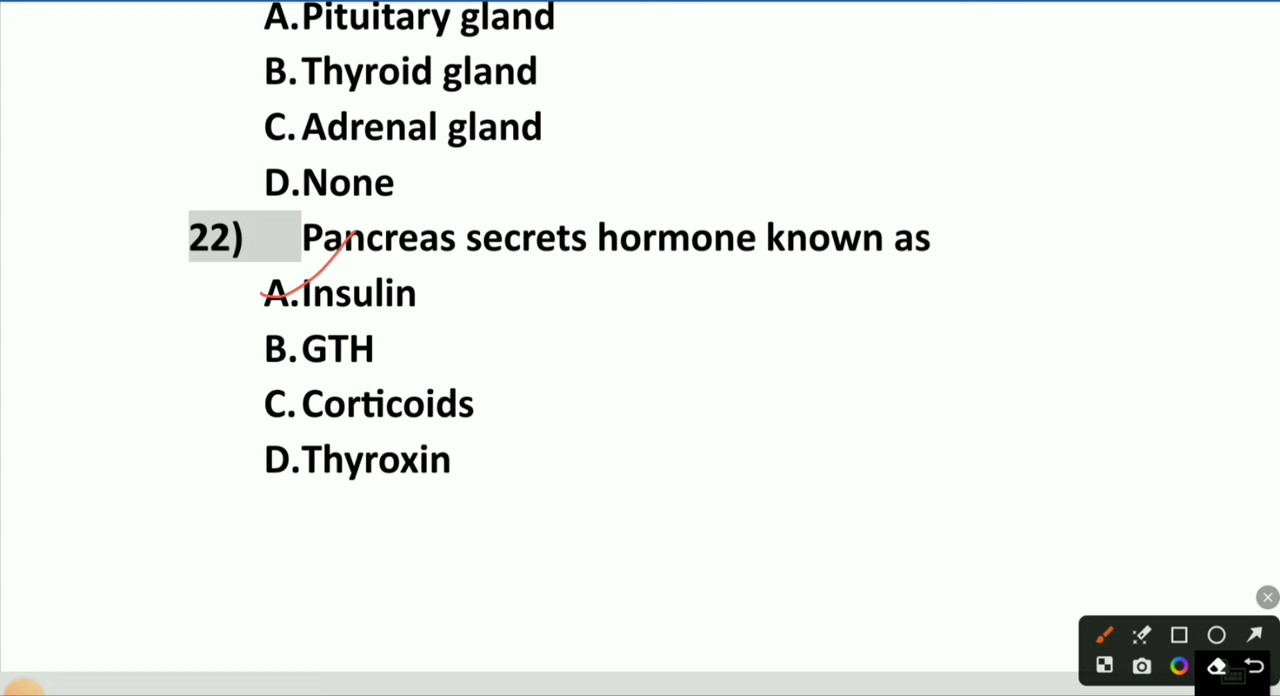 A. Pituitary gland
B. Thyroid gland
C. Adrenal gland
D. None
22) Pancreas secrets hormone known as
A. Insulin
B. GTH
C. Corticoids
D. Thyroxin